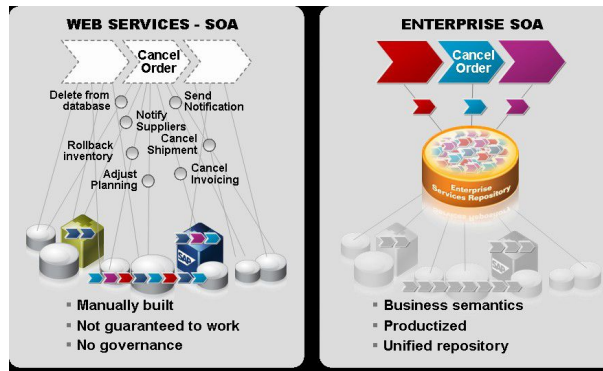 WEB SERVICES - SOA
Cancel
Order
Delete from
database
Send
Notification
Notify
Suppliers
Rollback
inventory
Cancel
Shipment
Adjust
Planning
Cancel
Invoicing
SAP
Manually built
Not guaranteed to work
No governance
ENTERPRISE SOA
Cancel
Order
Enterprise
Services Repository
SAP
Business semantics
Productized
Unified repository